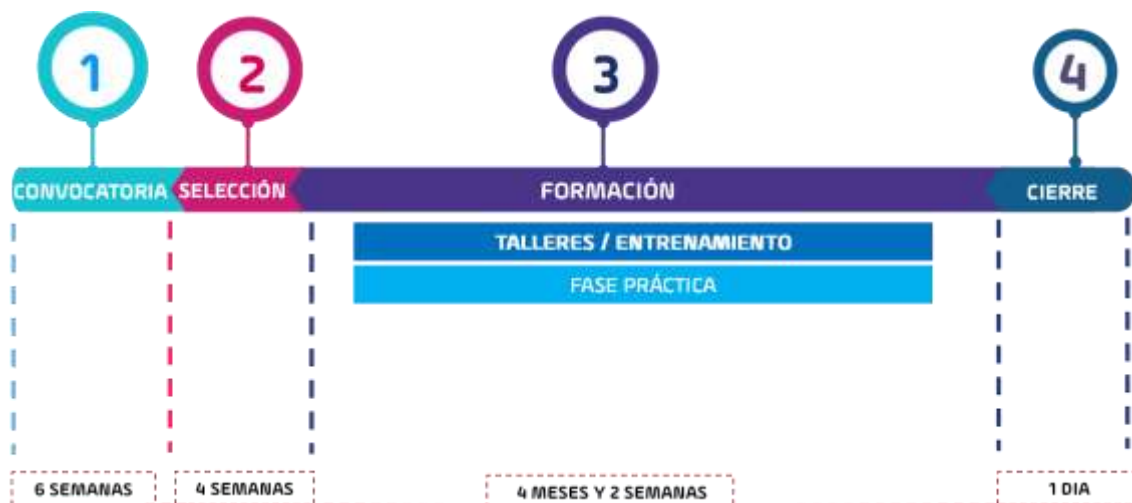 1
2
3
4
CONVOCATORIA
SELECCIÓN
FORMACIÓN
CIERRE
TALLERES / ENTRENAMIENTO
FASE PRÁCTICA
6 SEMANAS
4 SEMANAS
4 MESES Y 2 SEMANAS
1 DIA